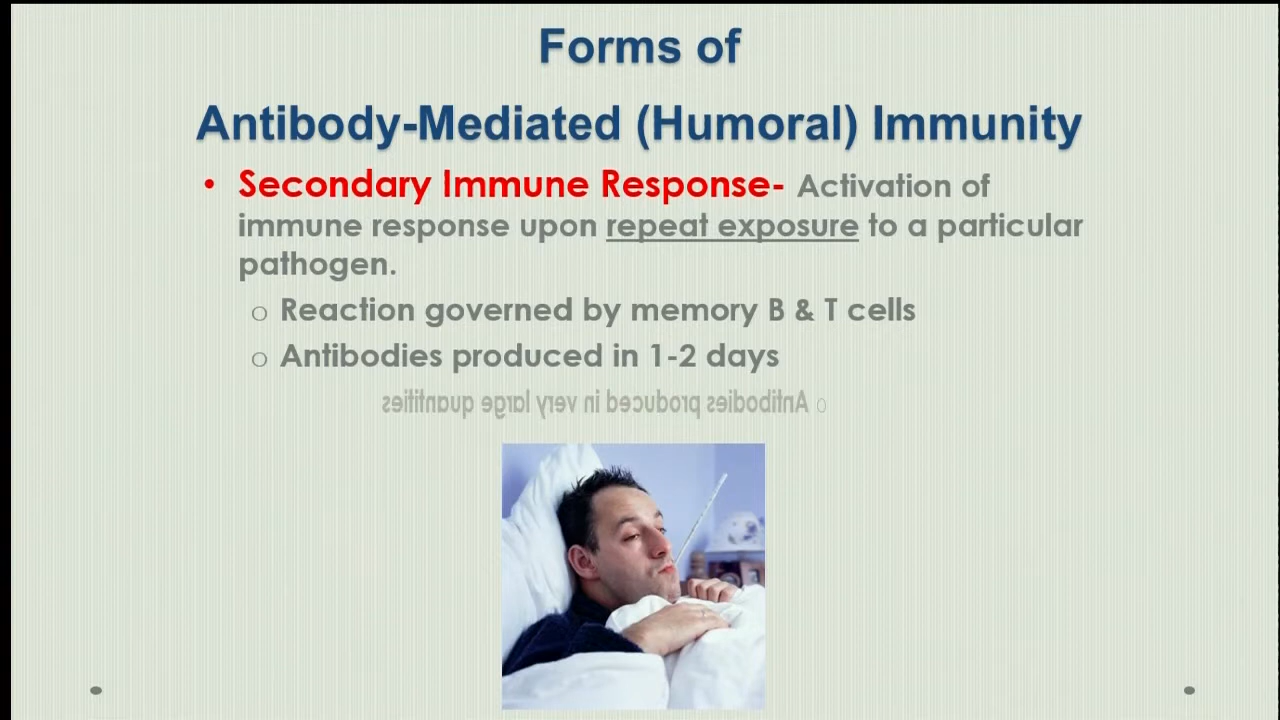 Forms of
Antibody-Mediated (Humoral) Immunity
• Secondary Immune Response- Activation of
immune response upon repeat exposure to a particular
pathogen.
o Reaction governed by memory B & T cells
o Antibodies produced in 1-2 days
o Antibodies produced in very large quantities